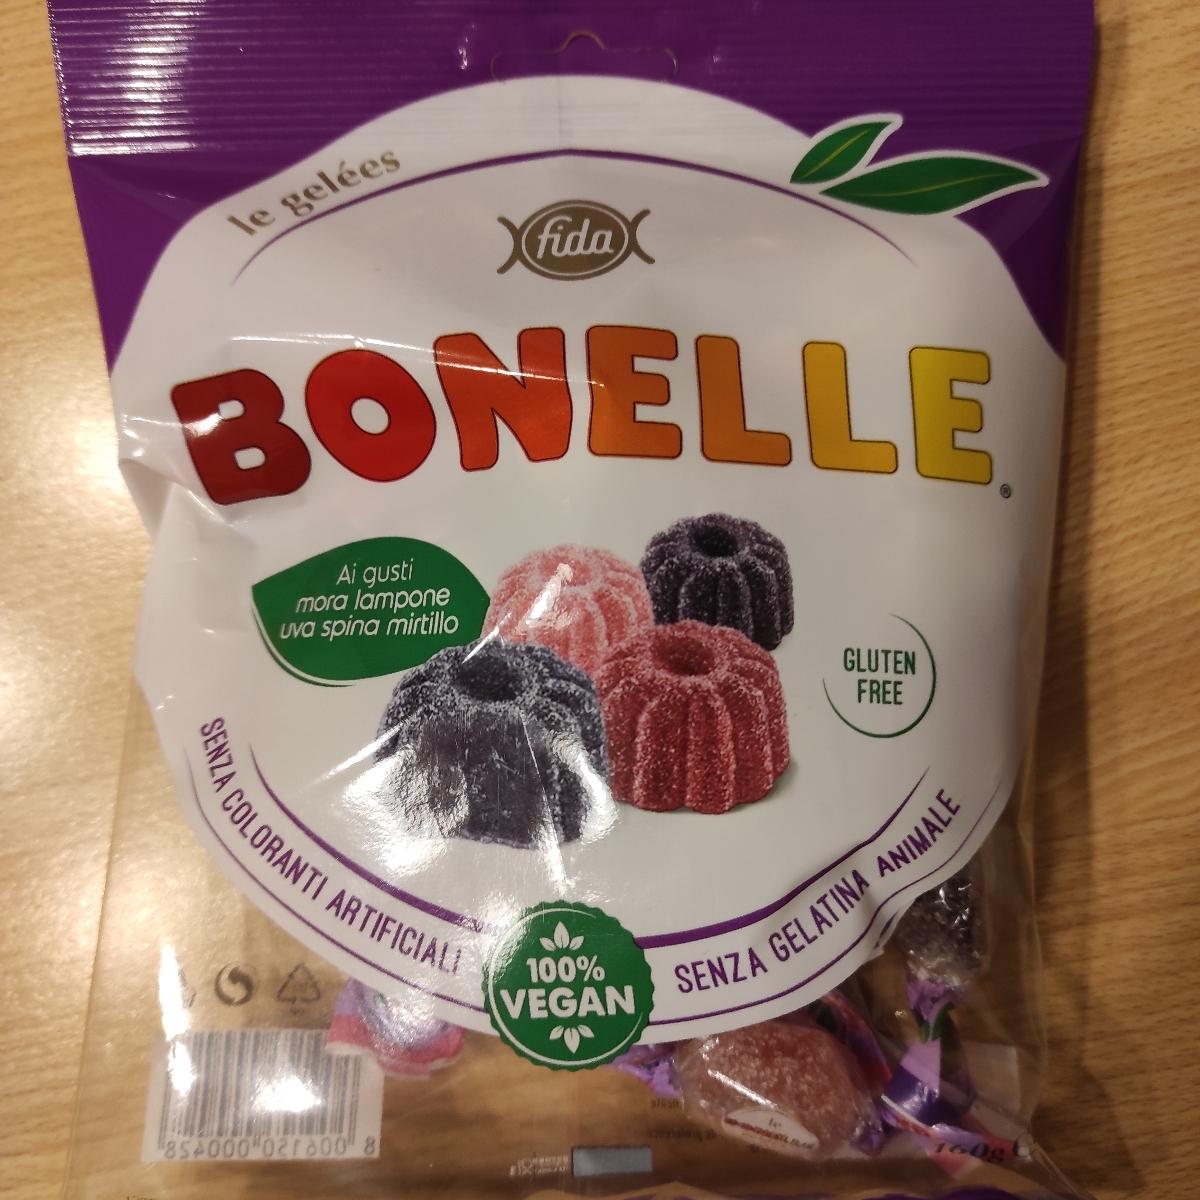 le gelées
fida
BONELLE®
Ai gusti
mora lampone
uva spina mirtillo
GLUTEN
FREE
SENZA COLORANTI ARTIFICIALI
100%
VEGAN
SENZA GELATINA ANIMALE
8 006150 000428
160g